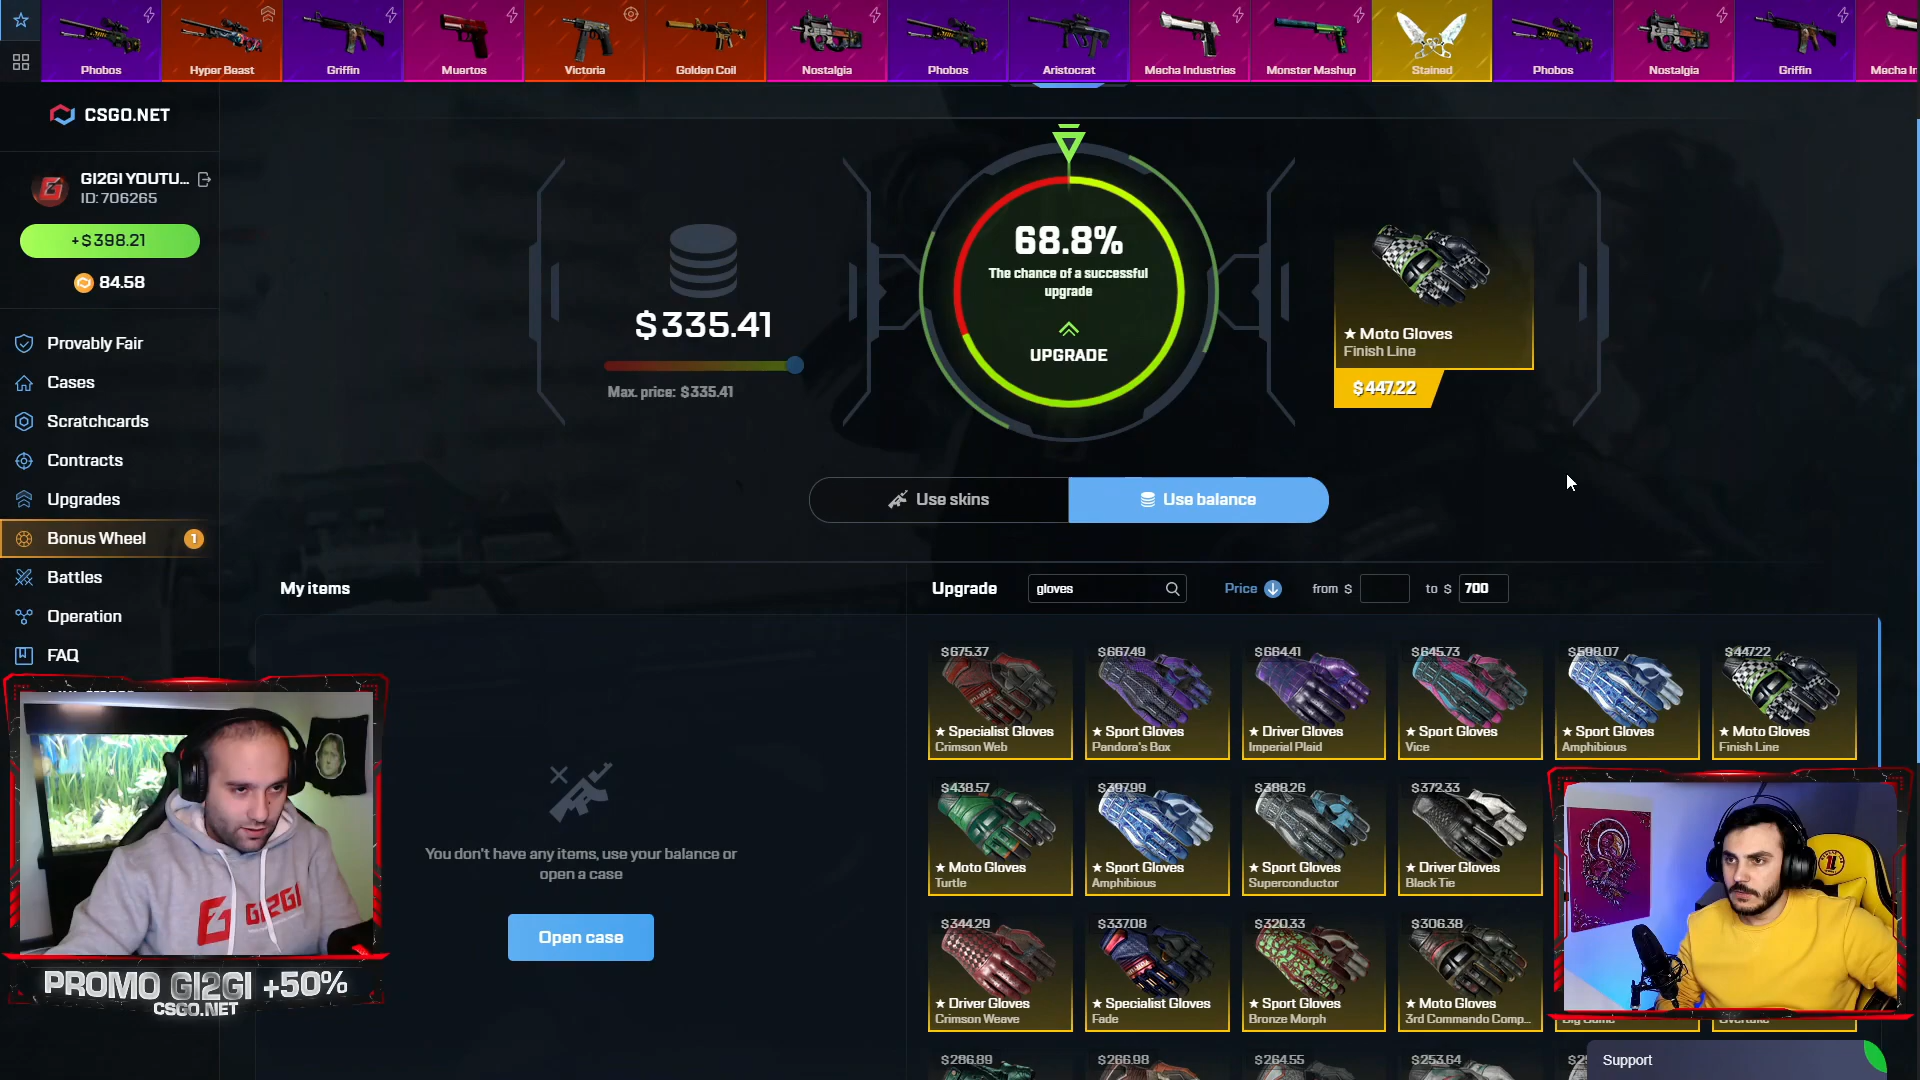 Phobos
Hyper Beast
Griffin
Muertos
Victoria
Golden Coil
Nostalgia
Phobos
Aristocrat
Mecha Industries
Monster Mashup
Stained
Phobos
Nostalgia
Griffin
Mecha In
CSGO.NET
GI2GI YOUTU...
ID: 706265
+$398.21
84.58
Provably Fair
Cases
Scratchcards
Contracts
Upgrades
Bonus Wheel 1
Battles
Operation
FAQ
$335.41
Max. price: $335.41
68.8%
The chance of a successful
upgrade
UPGRADE
★ Moto Gloves
Finish Line
$447.22
Use skins
Use balance
My items
You don't have any items, use your balance or
open a case
Open case
Upgrade gloves Price from $ to $ 700
$675.37 $667.49 $664.41 $645.73 $598.07 $447.22
★ Specialist Gloves ★ Sport Gloves ★ Driver Gloves ★ Sport Gloves ★ Sport Gloves ★ Moto Gloves
Crimson Web Pandora's Box Imperial Plaid Vice Amphibious Finish Line
$438.57 $397.99 $388.26 $372.33
★ Moto Gloves ★ Sport Gloves ★ Sport Gloves ★ Driver Gloves
Turtle Amphibious Superconductor Black Tie
$344.29 $337.08 $320.33 $306.38
★ Driver Gloves ★ Specialist Gloves ★ Sport Gloves ★ Moto Gloves
Crimson Weave Fade Bronze Morph 3rd Commando Comp...
$286.89 $266.98 $264.55 $253.64
Support
GI2GI
PROMO GI2GI +50%
CSGO.NET